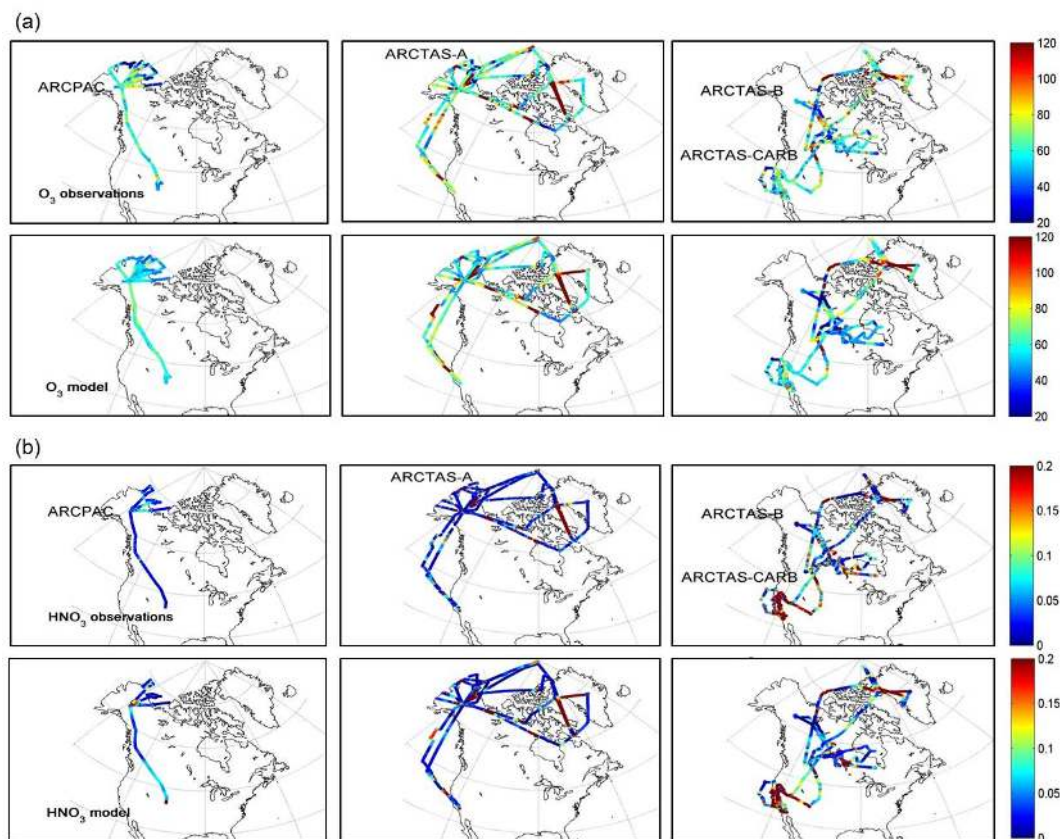 (a)
ARCPAC
O3 observations
ARCTAS-A
ARCTAS-B
ARCTAS-CARB
120
100
80
60
40
20
O3 model
120
100
80
60
40
20
(b)
ARCPAC
HNO3 observations
ARCTAS-A
ARCTAS-B
ARCTAS-CARB
0.2
0.15
0.1
0.05
0
HNO3 model
0.2
0.15
0.1
0.05
0